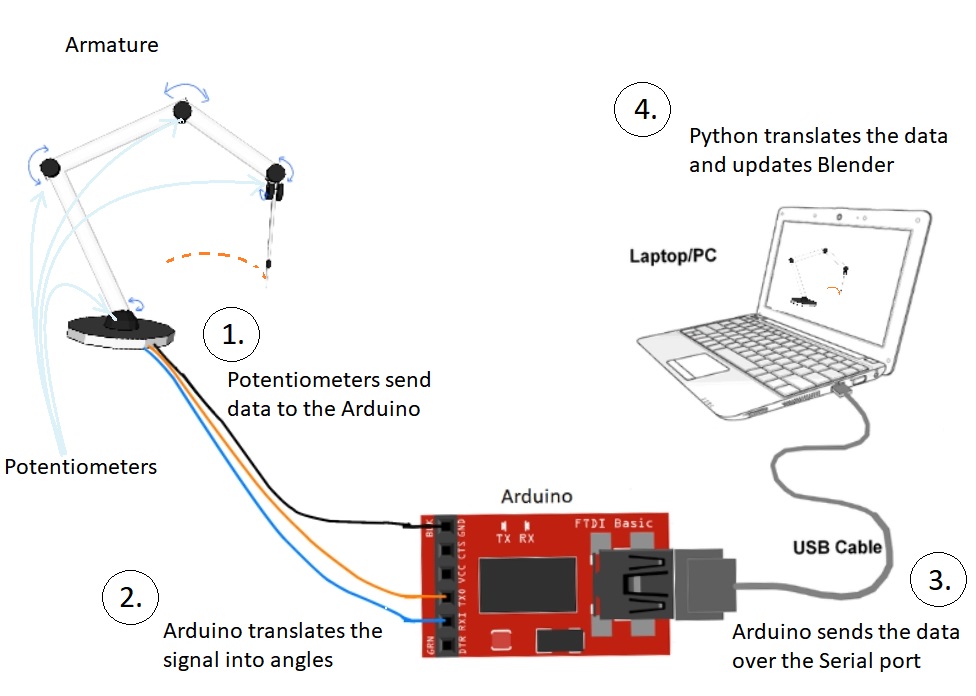 Armature
4.
Python translates the data
and updates Blender
Laptop/PC
1.
Potentiometers send
data to the Arduino
Potentiometers
Arduino
BLK
GND
CTS
VCC
TXO
RXI
DTR
GRN
TX RX
FTDI Basic
USB Cable
2.
Arduino translates the
signal into angles
3.
Arduino sends the data
over the Serial port